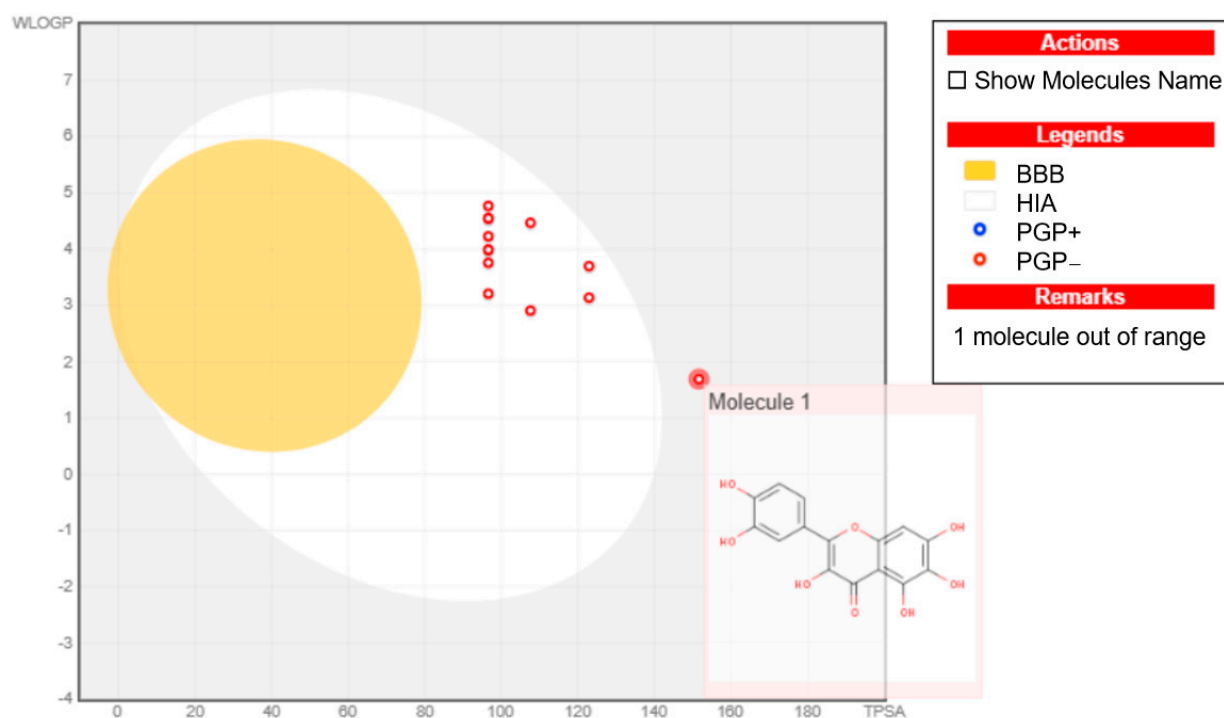 WLOGP
7
6
5
4
3
2
1
0
-1
-2
-3
-4
0 20 40 60 80 100 120 140 160 180 TPSA
Actions
Show Molecules Name
Legends
BBB
HIA
PGP+
PGP−
Remarks
1 molecule out of range
Molecule 1
HO
HO
O
OH
HO
O
OH
OH